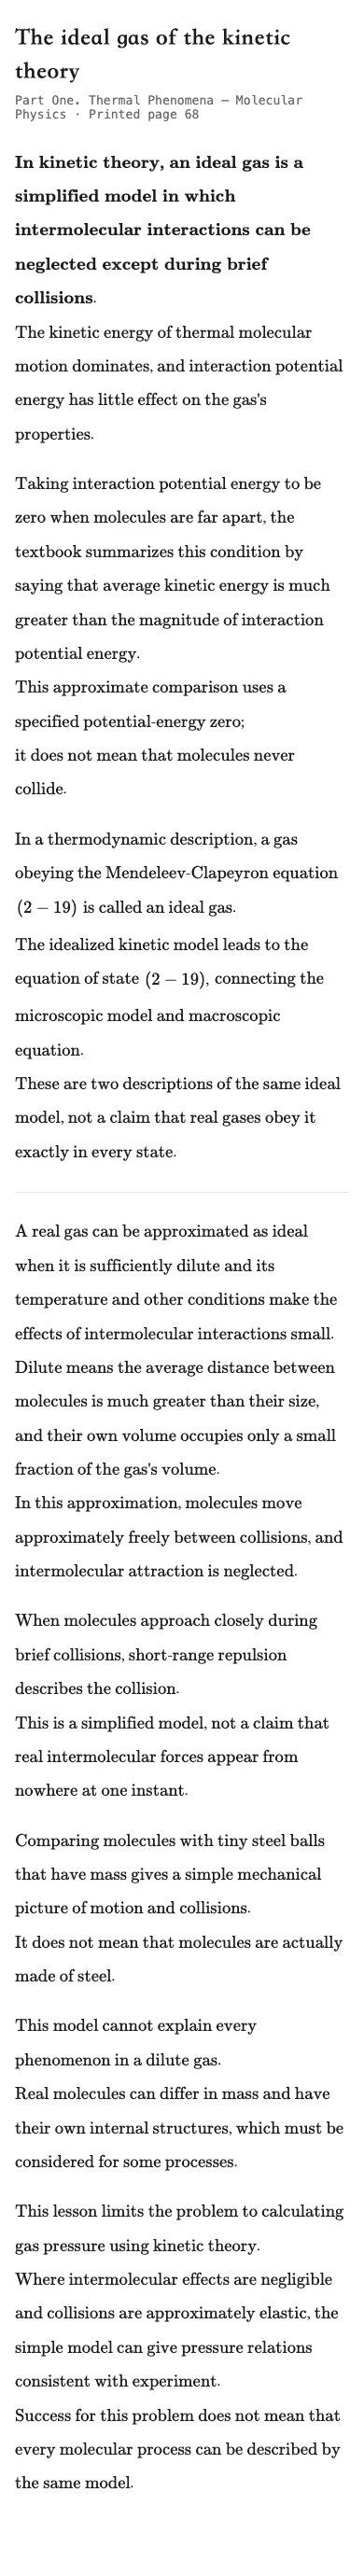 The ideal gas of the kinetic
theory
Part One. Thermal Phenomena — Molecular
Physics · Printed page 68
In kinetic theory, an ideal gas is a
simplified model in which
intermolecular interactions can be
neglected except during brief
collisions.
The kinetic energy of thermal molecular
motion dominates, and interaction potential
energy has little effect on the gas's
properties.
Taking interaction potential energy to be
zero when molecules are far apart, the
textbook summarizes this condition by
saying that average kinetic energy is much
greater than the magnitude of interaction
potential energy.
This approximate comparison uses a
specified potential-energy zero;
it does not mean that molecules never
collide.
In a thermodynamic description, a gas
obeying the Mendeleev-Clapeyron equation
(2 − 19) is called an ideal gas.
The idealized kinetic model leads to the
equation of state (2 − 19), connecting the
microscopic model and macroscopic
equation.
These are two descriptions of the same ideal
model, not a claim that real gases obey it
exactly in every state.
A real gas can be approximated as ideal
when it is sufficiently dilute and its
temperature and other conditions make the
effects of intermolecular interactions small.
Dilute means the average distance between
molecules is much greater than their size,
and their own volume occupies only a small
fraction of the gas's volume.
In this approximation, molecules move
approximately freely between collisions, and
intermolecular attraction is neglected.
When molecules approach closely during
brief collisions, short-range repulsion
describes the collision.
This is a simplified model, not a claim that
real intermolecular forces appear from
nowhere at one instant.
Comparing molecules with tiny steel balls
that have mass gives a simple mechanical
picture of motion and collisions.
It does not mean that molecules are actually
made of steel.
This model cannot explain every
phenomenon in a dilute gas.
Real molecules can differ in mass and have
their own internal structures, which must be
considered for some processes.
This lesson limits the problem to calculating
gas pressure using kinetic theory.
Where intermolecular effects are negligible
and collisions are approximately elastic, the
simple model can give pressure relations
consistent with experiment.
Success for this problem does not mean that
every molecular process can be described by
the same model.